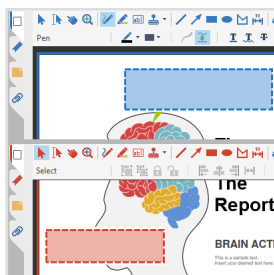 Pen
T T T
Select
The
Report
BRAIN ACT
This is a sample text.
Insert your desired text here.